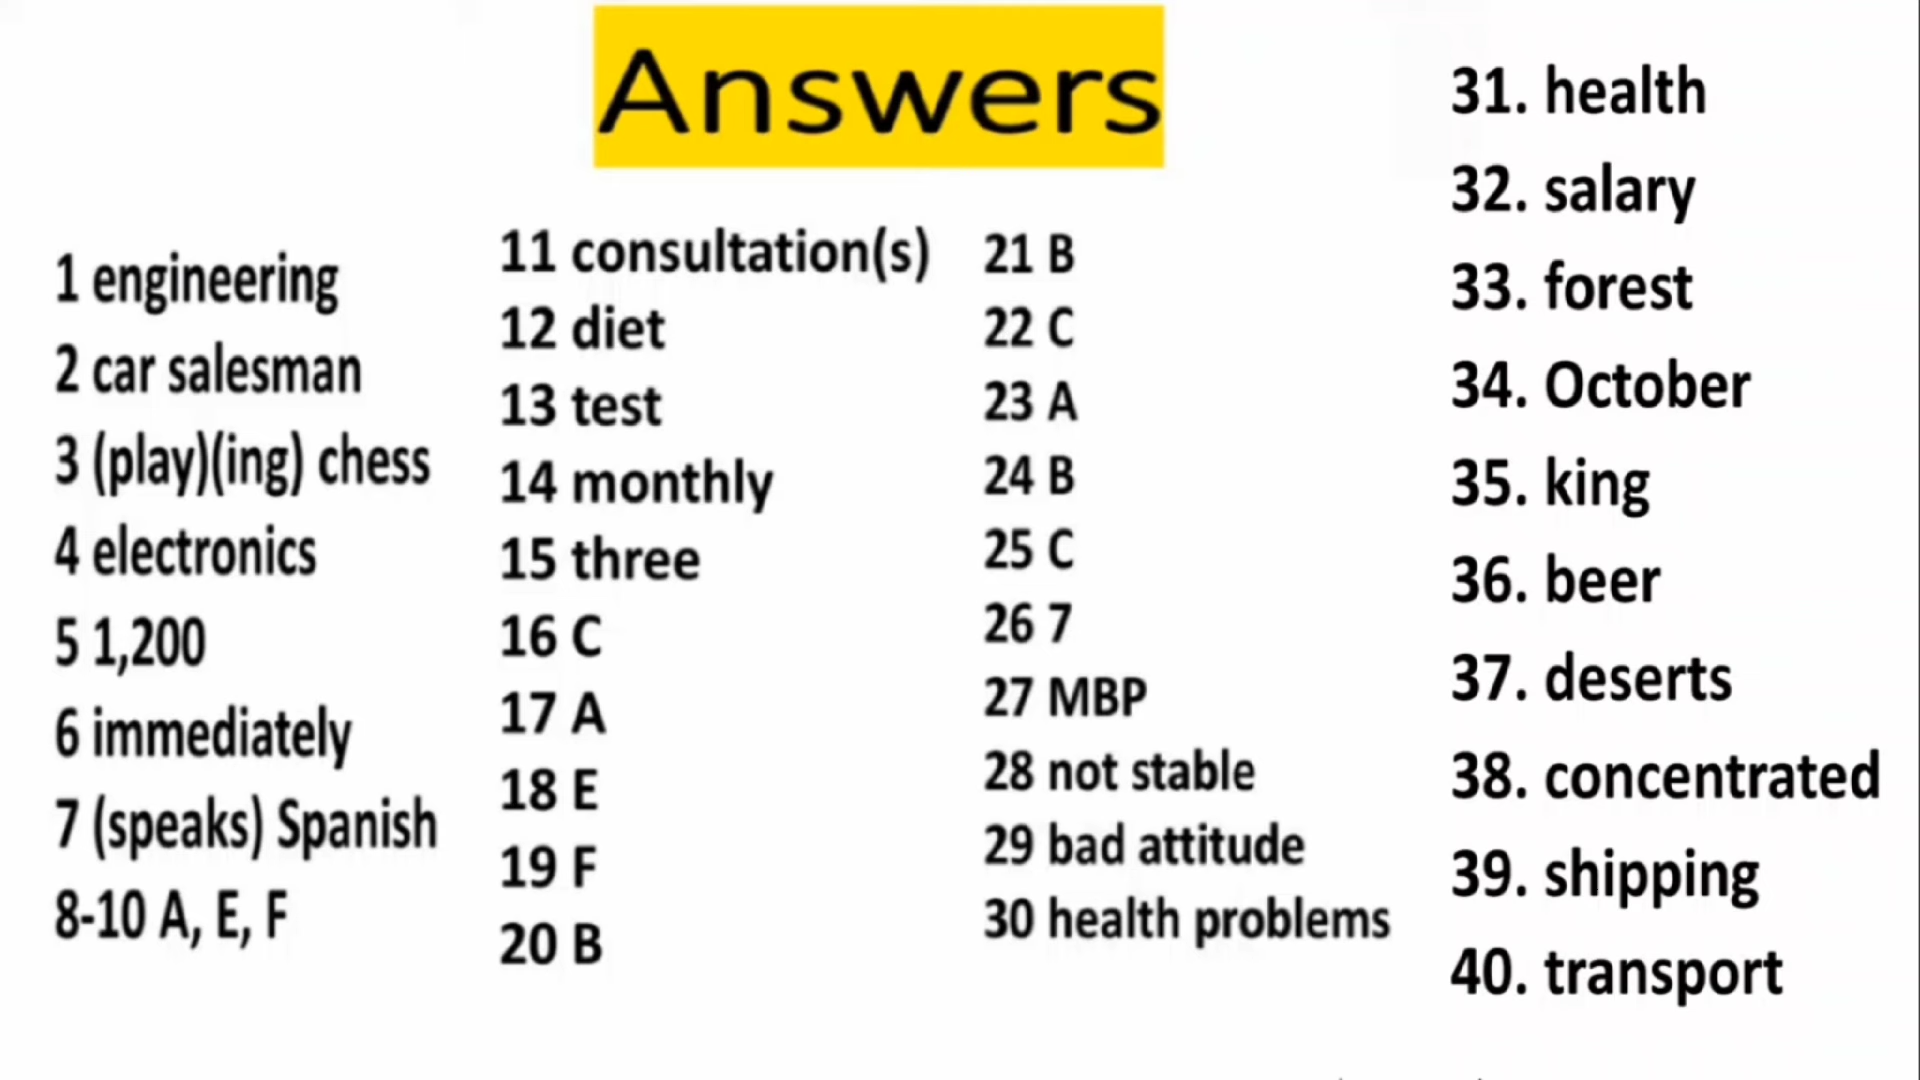 Answers
1 engineering
2 car salesman
3 (play)(ing) chess
4 electronics
5 1,200
6 immediately
7 (speaks) Spanish
8-10 A, E, F
11 consultation(s)
12 diet
13 test
14 monthly
15 three
16 C
17 A
18 E
19 F
20 B
21 B
22 C
23 A
24 B
25 C
26 7
27 MBP
28 not stable
29 bad attitude
30 health problems
31. health
32. salary
33. forest
34. October
35. king
36. beer
37. deserts
38. concentrated
39. shipping
40. transport